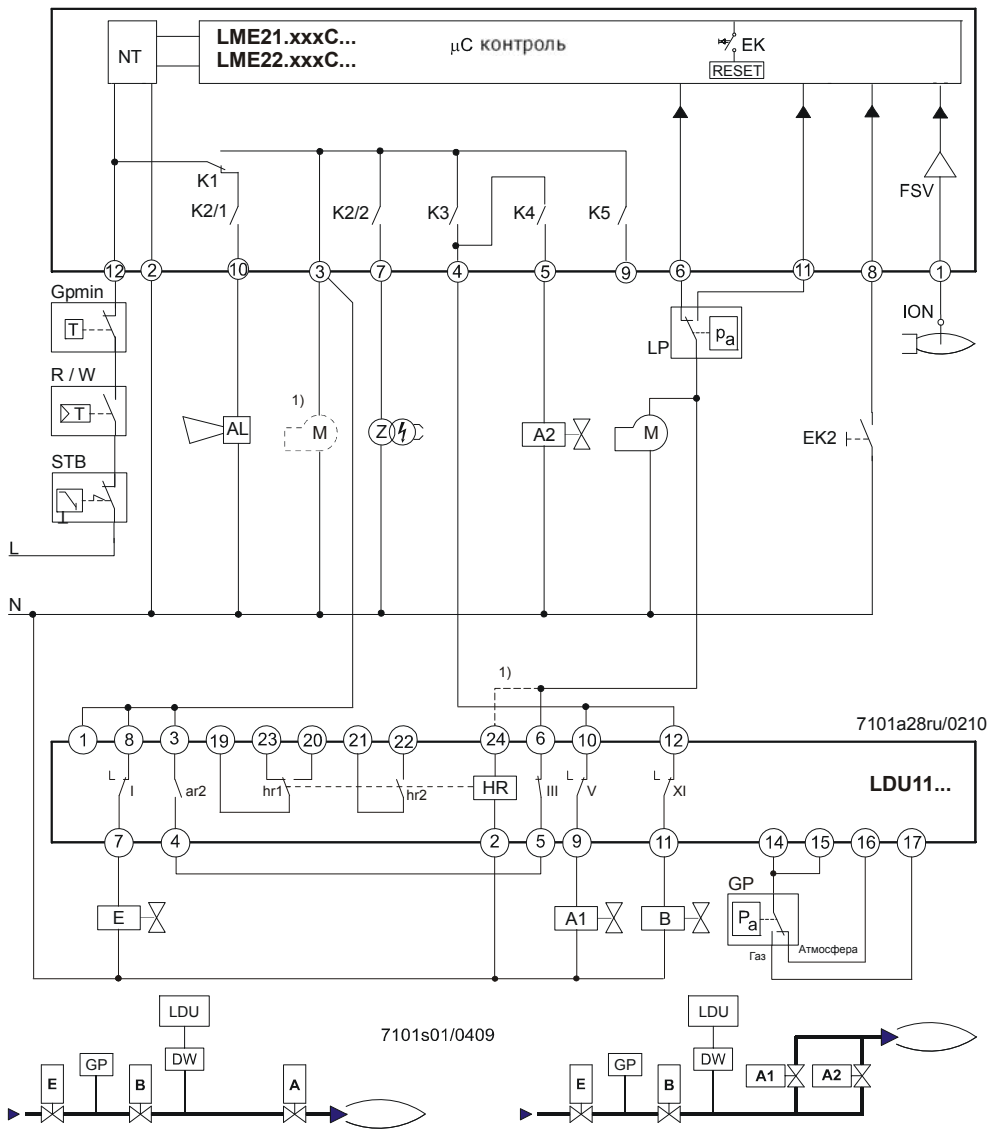 NT
LME21.xxxC...
LME22.xxxC...
µC контроль
EK
RESET
FSV
K1
K2/1
K2/2
K3
K4
K5
12
2
10
3
7
4
5
9
6
11
8
1
Gpmin
T
R / W
T
STB
L
AL
1)
M
Z
A2
LP
pa
M
EK2
ION
N
1)
7101a28ru/0210
1
8
3
19
23
20
21
22
24
6
10
12
LDU11...
I
ar2
hr1
hr2
HR
III
V
XI
7
4
2
5
9
11
14
15
16
17
E
A1
B
GP
Pa
Газ
Атмосфера
7101s01/0409
LDU
DW
GP
E
B
A
LDU
DW
GP
E
B
A1
A2